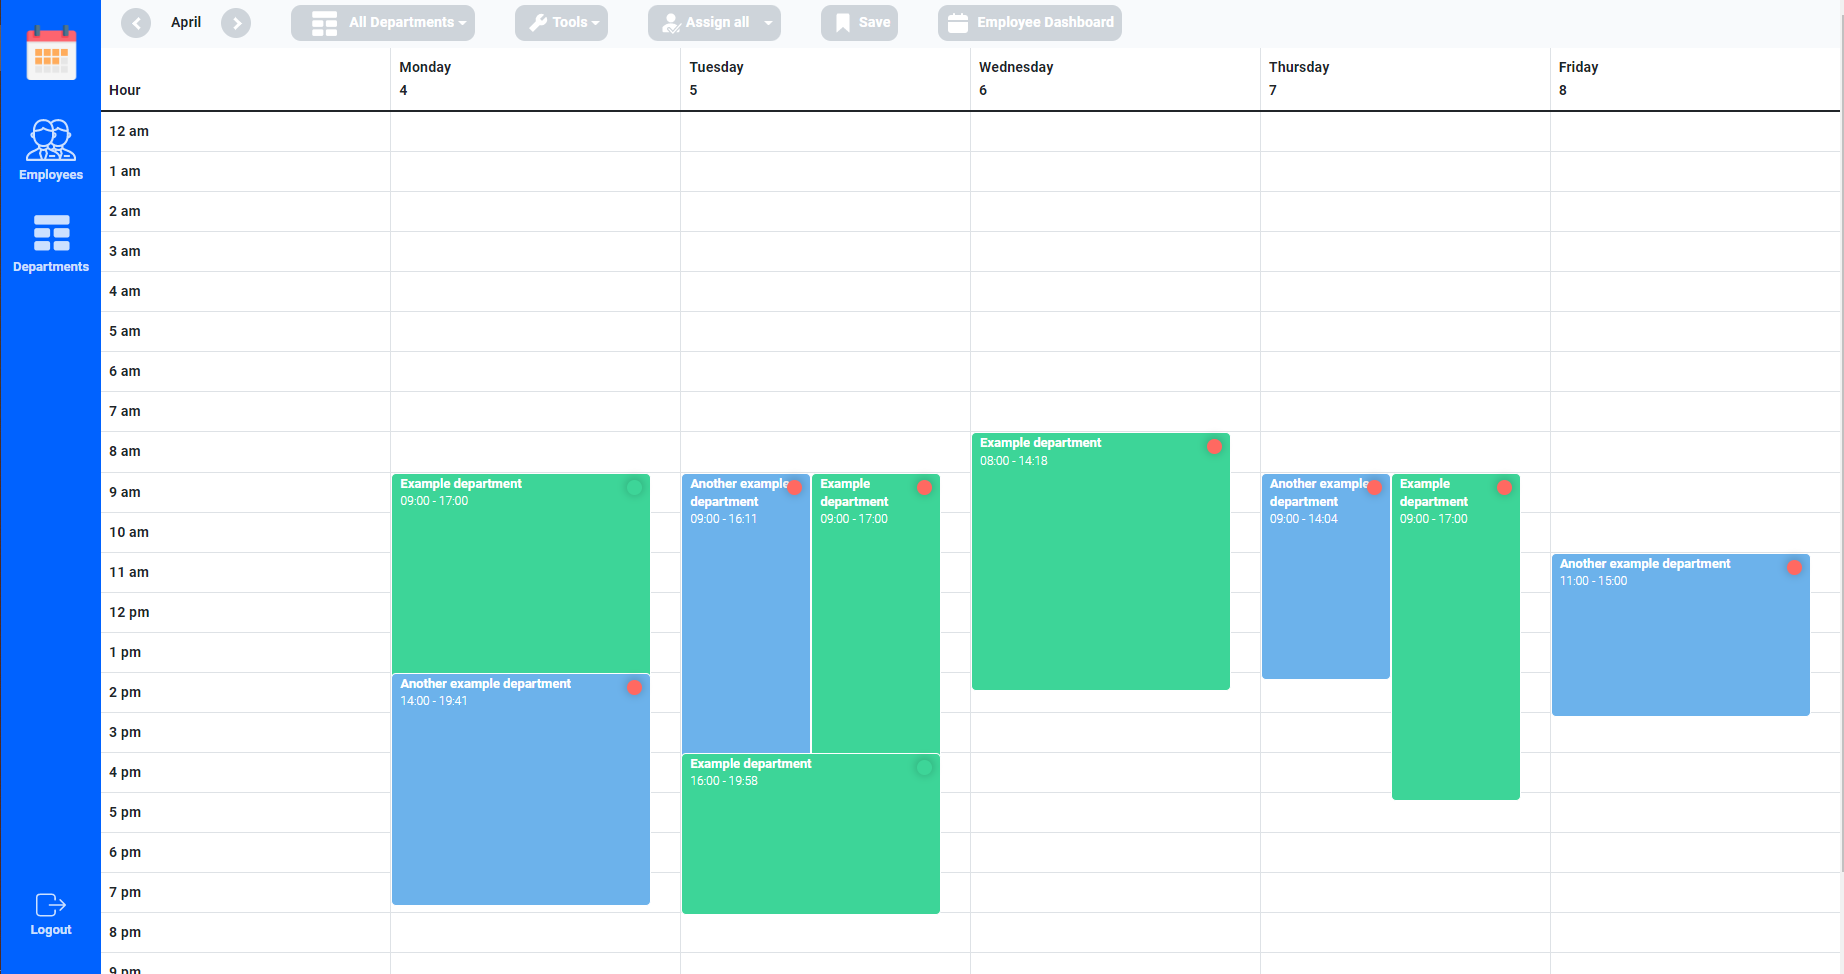 April
All Departments
Tools
Assign all
Save
Employee Dashboard
Employees
Departments
Logout
Hour
Monday
4
Tuesday
5
Wednesday
6
Thursday
7
Friday
8
12 am
1 am
2 am
3 am
4 am
5 am
6 am
7 am
8 am
9 am
10 am
11 am
12 pm
1 pm
2 pm
3 pm
4 pm
5 pm
6 pm
7 pm
8 pm
9 pm
Example department
09:00 - 17:00
Another example department
14:00 - 19:41
Another example
department
09:00 - 16:11
Example
department
09:00 - 17:00
Example department
16:00 - 19:58
Example department
08:00 - 14:18
Another example
department
09:00 - 14:04
Example
department
09:00 - 17:00
Another example department
11:00 - 15:00